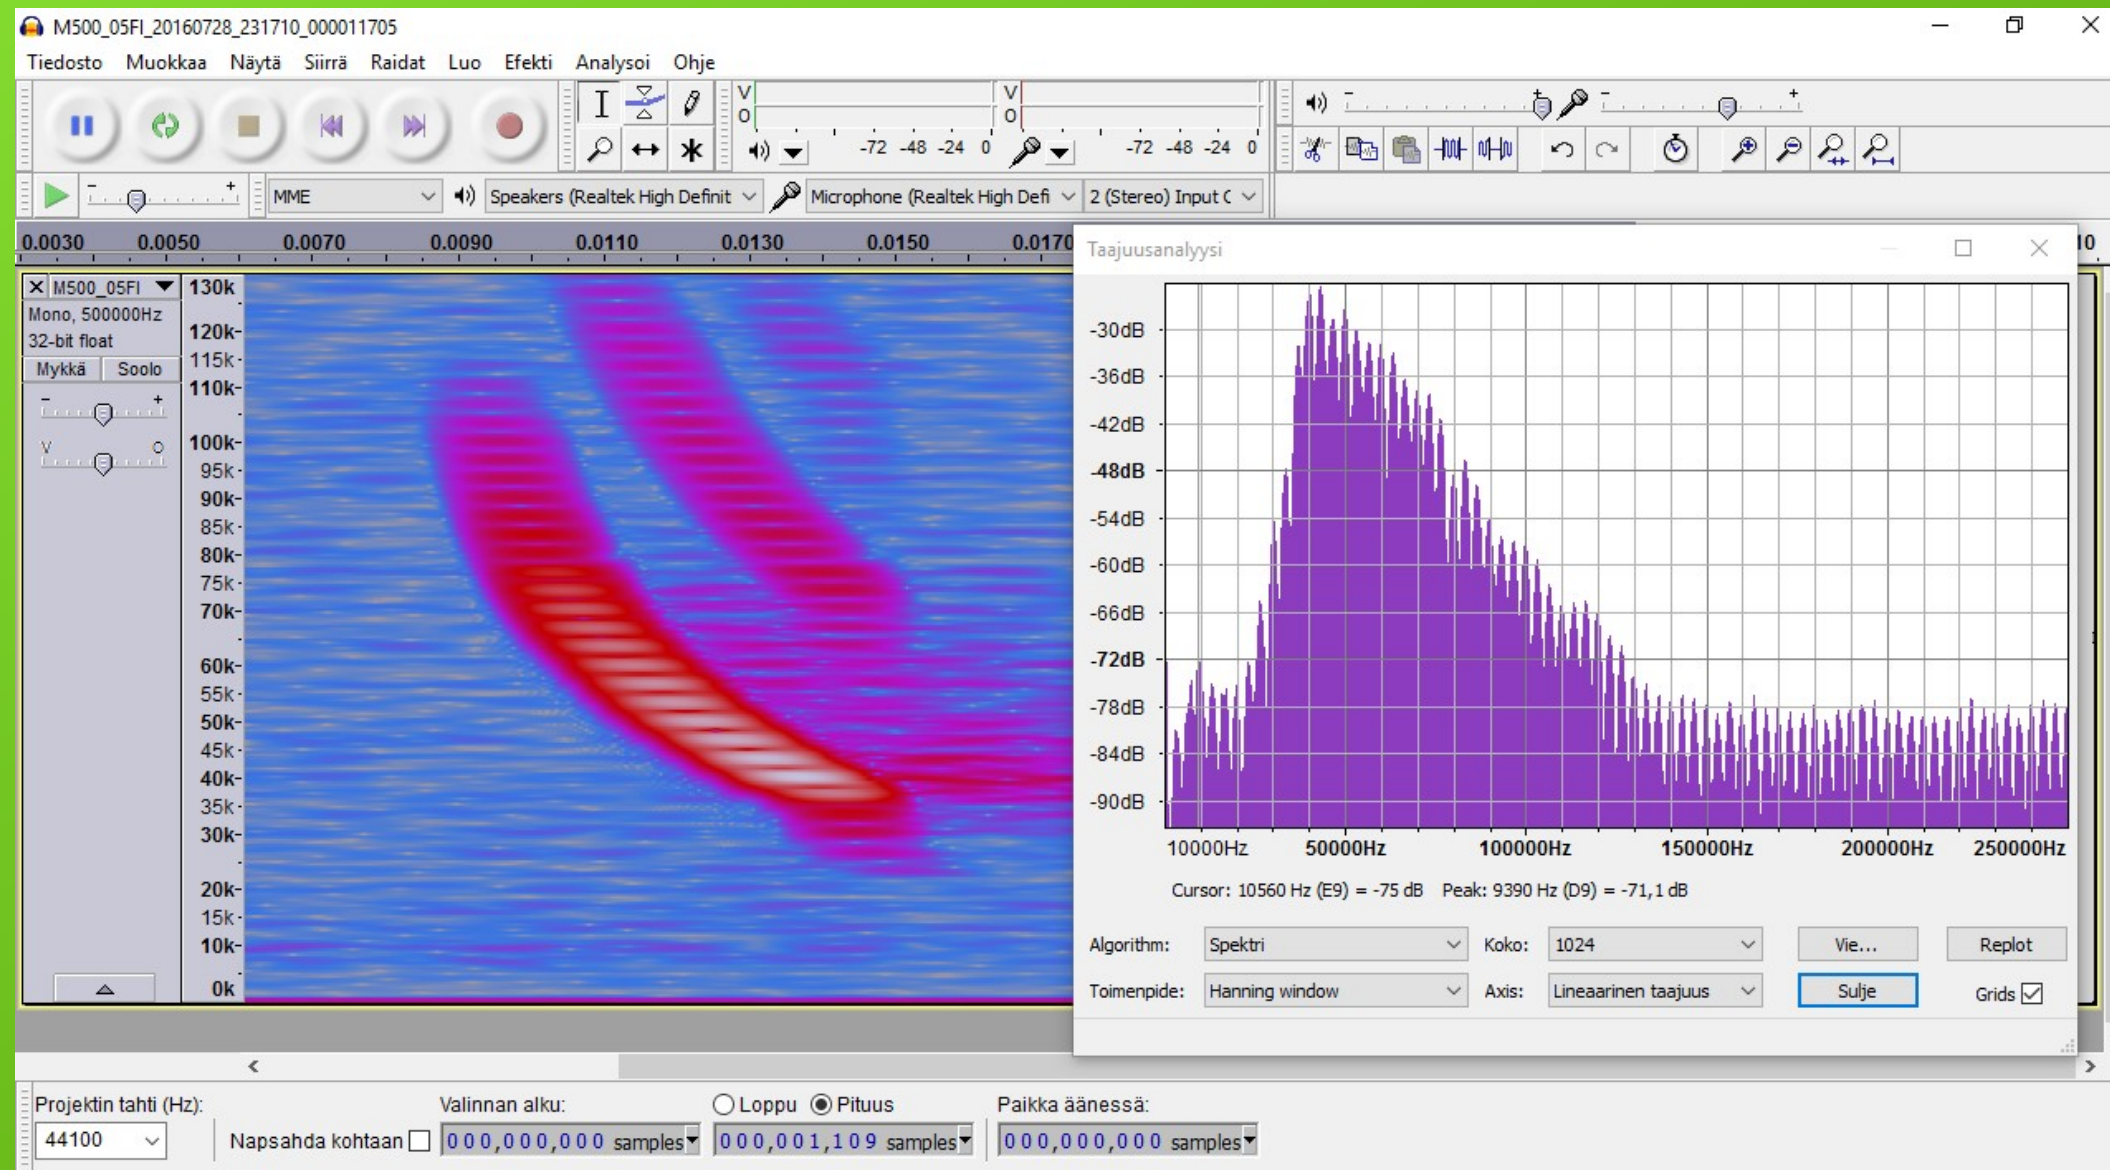 M500_05FI_20160728_231710_000011705
Tiedosto Muokkaa Näytä Siirrä Raidat Luo Efekti Analysoi Ohje
V V
O O
-72 -48 -24 0 -72 -48 -24 0
MME Speakers (Realtek High Definit Microphone (Realtek High Defi 2 (Stereo) Input C
0.0030 0.0050 0.0070 0.0090 0.0110 0.0130 0.0150 0.0170 10
M500_05FI
Mono, 500000Hz
32-bit float
Mykkä Soolo
- +
V O
130k
120k
115k
110k
100k
95k
90k
85k
80k
75k
70k
60k
55k
50k
45k
40k
35k
30k
20k
15k
10k
0k
Taajuusanalyysi
-30dB
-36dB
-42dB
-48dB
-54dB
-60dB
-66dB
-72dB
-78dB
-84dB
-90dB
10000Hz 50000Hz 100000Hz 150000Hz 200000Hz 250000Hz
Cursor: 10560 Hz (E9) = -75 dB Peak: 9390 Hz (D9) = -71,1 dB
Algorithm: Spektri Koko: 1024 Vie... Replot
Toimenpide: Hanning window Axis: Lineaarinen taajuus Sulje Grids
Projektin tahti (Hz): Valinnan alku: Loppu Pituus Paikka äänessä:
44100 Napsahda kohtaan 000,000,000 samples 000,001,109 samples 000,000,000 samples